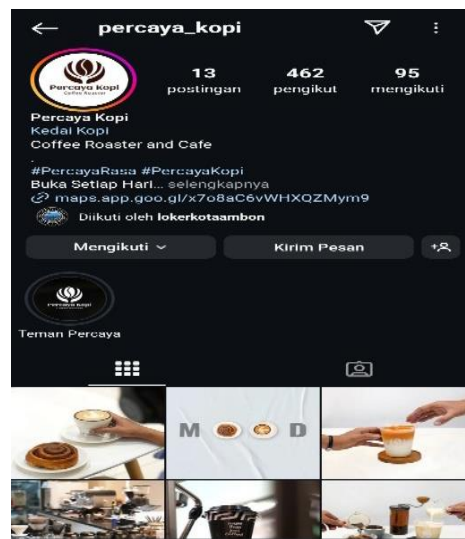 percaya_kopi
Percaya Kopi
Coffee Roaster
13 462 95
postingan pengikut mengikuti
Percaya Kopi
Kedai Kopi
Coffee Roaster and Cafe
.
#PercayaRasa #PercayaKopi
Buka Setiap Hari... selengkapnya
maps.app.goo.gl/x7o8aC6vWHXQZMym9
Diikuti oleh lokerkotaambon
Mengikuti
Kirim Pesan
PERCAYA KOPI
Teman Percaya
M D